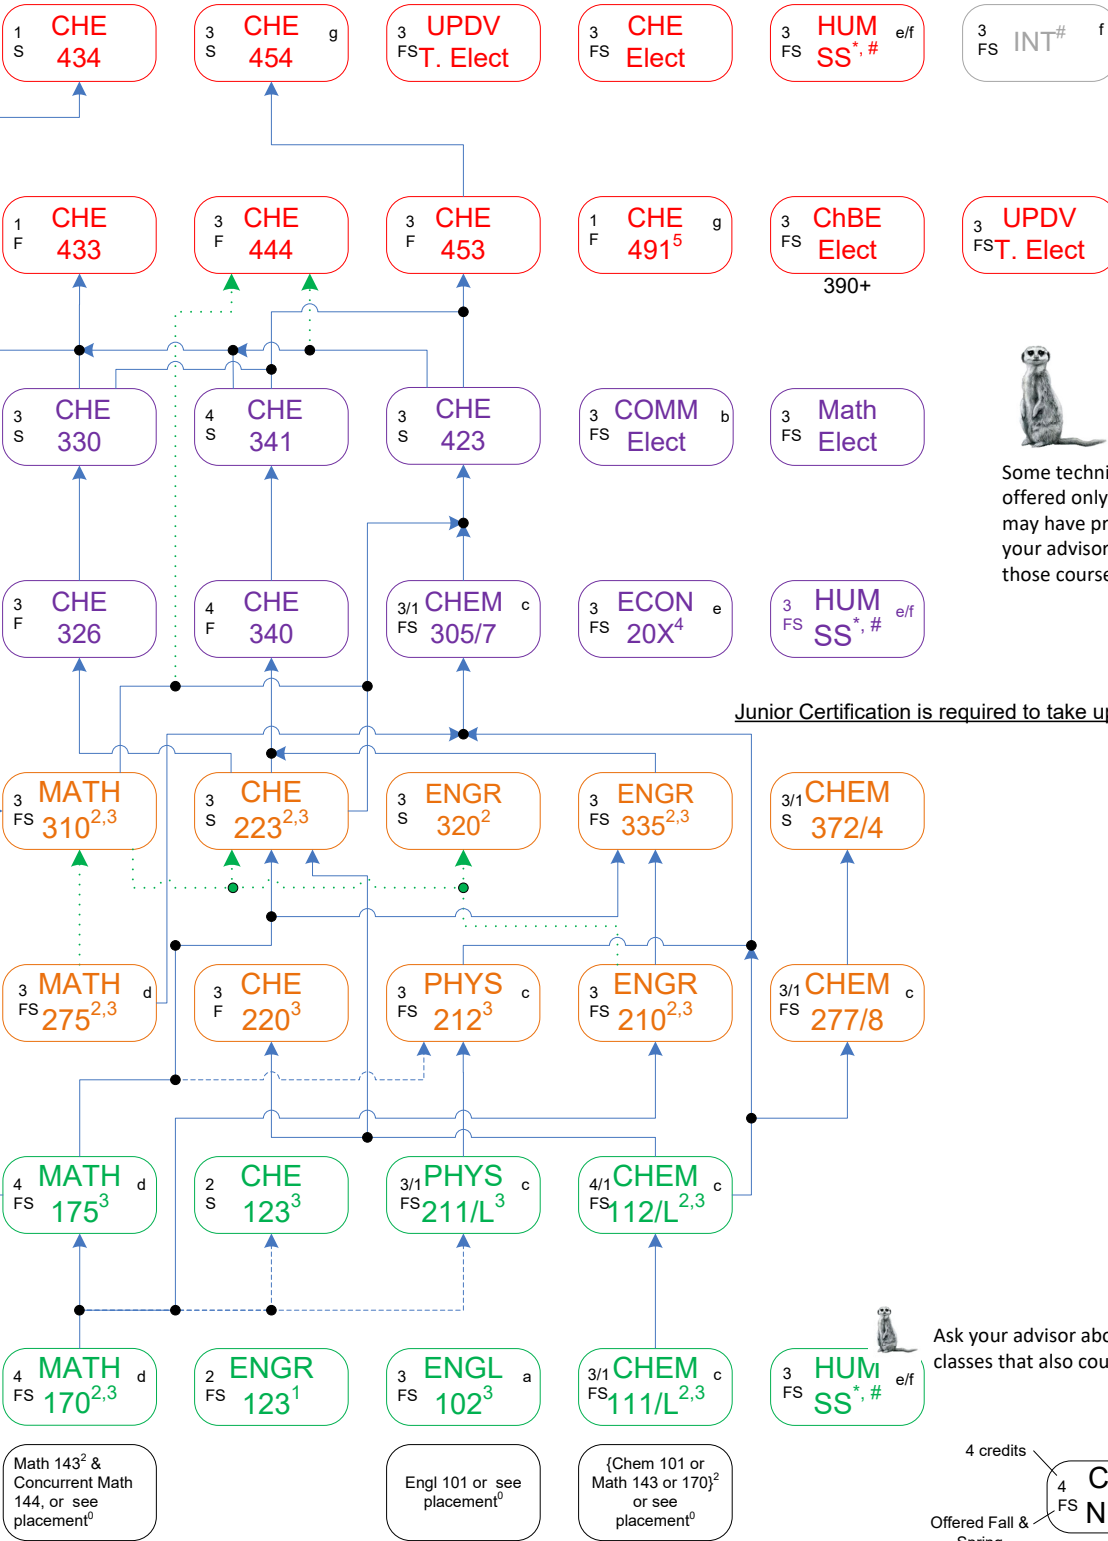 1 S CHE 434
3 S CHE 454 g
3 FS UPDV T. Elect
3 FS CHE Elect
3 FS HUM SS*, # e/f
3 FS INT# f
1 F CHE 433
3 F CHE 444
3 F CHE 453
1 F CHE 491⁵ g
3 FS ChBE Elect
390+
3 FS UPDV T. Elect
3 S CHE 330
4 S CHE 341
3 S CHE 423
3 FS COMM Elect b
3 FS Math Elect
Some techni
offered only
may have pr
your advisor
those course
3 F CHE 326
4 F CHE 340
3/1 FS CHEM 305/7 c
3 FS ECON 20X⁴ e
3 FS HUM SS*, # e/f
Junior Certification is required to take up
3 FS MATH 310²,³
3 S CHE 223²,³
3 S ENGR 320²
3 FS ENGR 335²,³
3/1 S CHEM 372/4
3 FS MATH 275²,³ d
3 F CHE 220³
3 FS PHYS 212³ c
3 FS ENGR 210²,³
3/1 FS CHEM 277/8 c
4 FS MATH 175³ d
2 S CHE 123³
3/1 FS PHYS 211/L³ c
4/1 FS CHEM 112/L²,³ c
Ask your advisor abo
classes that also cou
4 FS MATH 170²,³ d
2 FS ENGR 123¹
3 FS ENGL 102³ a
3/1 FS CHEM 111/L²,³ c
3 FS HUM SS*, # e/f
Math 143² &
Concurrent Math
144, or see
placement⁰
Engl 101 or see
placement⁰
{Chem 101 or
Math 143 or 170}²
or see
placement⁰
4 credits
4 FS C N
Offered Fall &
Spring